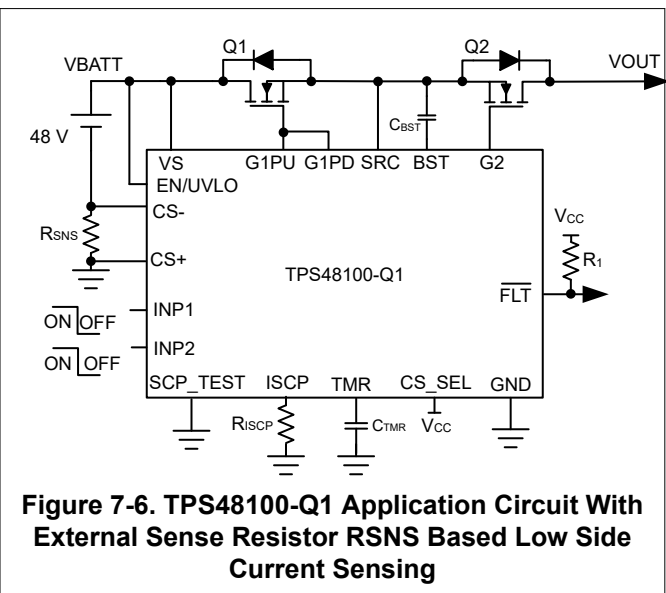 Q1
Q2
VBATT
VOUT
CBST
48 V
VS
G1PU
G1PD
SRC
BST
G2
EN/UVLO
CS-
VCC
RSNS
CS+
R1
TPS48100-Q1
FLT
INP1
ON OFF
INP2
ON OFF
SCP_TEST
ISCP
TMR
CS_SEL
GND
RISCP
CTMR
VCC
Figure 7-6. TPS48100-Q1 Application Circuit With
External Sense Resistor RSNS Based Low Side
Current Sensing